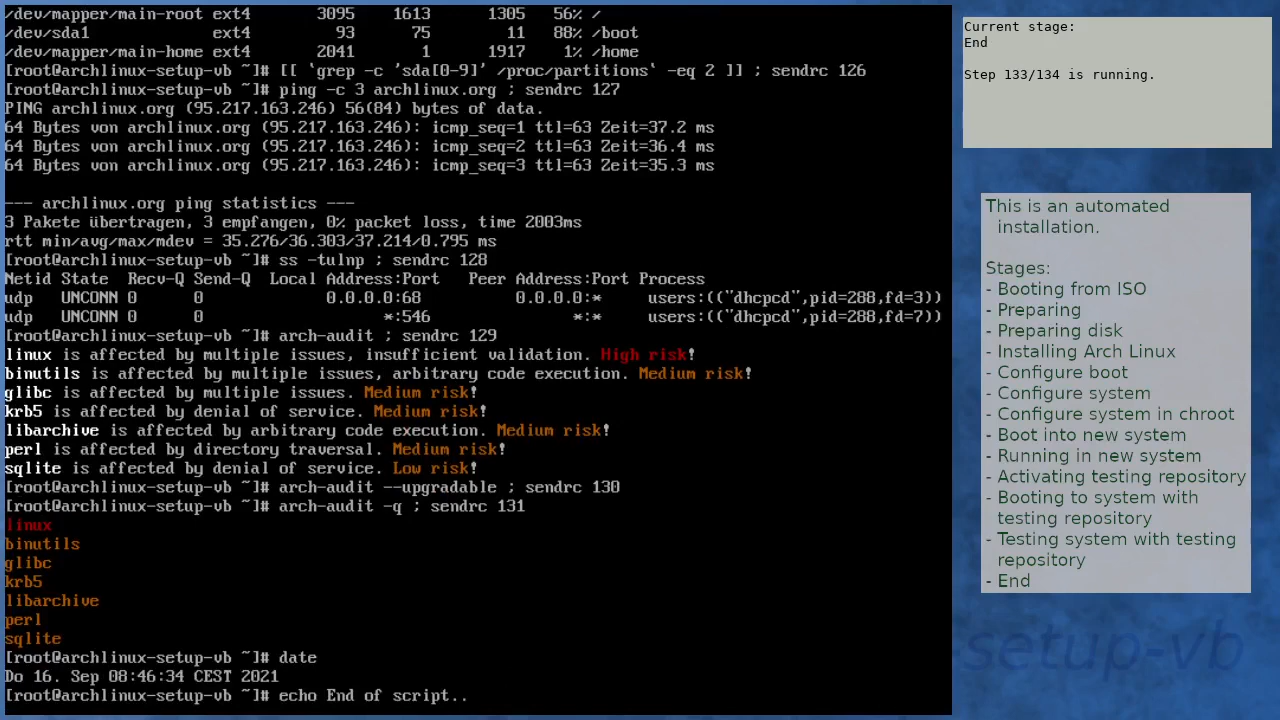 /dev/mapper/main-root ext4       3095    1613      1305   56% /
/dev/sda1             ext4         93      75        11   88% /boot
/dev/mapper/main-home ext4       2041       1      1917    1% /home
[root@archlinux-setup-vb ~]# [[ `grep -c 'sda[0-9]' /proc/partitions` -eq 2 ]] ; sendrc 126
[root@archlinux-setup-vb ~]# ping -c 3 archlinux.org ; sendrc 127
PING archlinux.org (95.217.163.246) 56(84) bytes of data.
64 Bytes von archlinux.org (95.217.163.246): icmp_seq=1 ttl=63 Zeit=37.2 ms
64 Bytes von archlinux.org (95.217.163.246): icmp_seq=2 ttl=63 Zeit=36.4 ms
64 Bytes von archlinux.org (95.217.163.246): icmp_seq=3 ttl=63 Zeit=35.3 ms
--- archlinux.org ping statistics ---
3 Pakete übertragen, 3 empfangen, 0% packet loss, time 2003ms
rtt min/avg/max/mdev = 35.276/36.303/37.214/0.795 ms
[root@archlinux-setup-vb ~]# ss -tulnp ; sendrc 128
Netid State  Recv-Q Send-Q  Local Address:Port   Peer Address:Port Process
udp   UNCONN 0      0             0.0.0.0:68          0.0.0.0:*     users:(("dhcpcd",pid=288,fd=3))
udp   UNCONN 0      0                   *:546               *:*     users:(("dhcpcd",pid=288,fd=7))
[root@archlinux-setup-vb ~]# arch-audit ; sendrc 129
linux is affected by multiple issues, insufficient validation. High risk!
binutils is affected by multiple issues, arbitrary code execution. Medium risk!
glibc is affected by multiple issues. Medium risk!
krb5 is affected by denial of service. Medium risk!
libarchive is affected by arbitrary code execution. Medium risk!
perl is affected by directory traversal. Medium risk!
sqlite is affected by denial of service. Low risk!
[root@archlinux-setup-vb ~]# arch-audit --upgradable ; sendrc 130
[root@archlinux-setup-vb ~]# arch-audit -q ; sendrc 131
linux
binutils
glibc
krb5
libarchive
perl
sqlite
[root@archlinux-setup-vb ~]# date
Do 16. Sep 08:46:34 CEST 2021
[root@archlinux-setup-vb ~]# echo End of script..
Current stage:
End
Step 133/134 is running.
This is an automated
installation.
Stages:
- Booting from ISO
- Preparing
- Preparing disk
- Installing Arch Linux
- Configure boot
- Configure system
- Configure system in chroot
- Boot into new system
- Running in new system
- Activating testing repository
- Booting to system with
testing repository
- Testing system with testing
repository
- End
-setup-vb